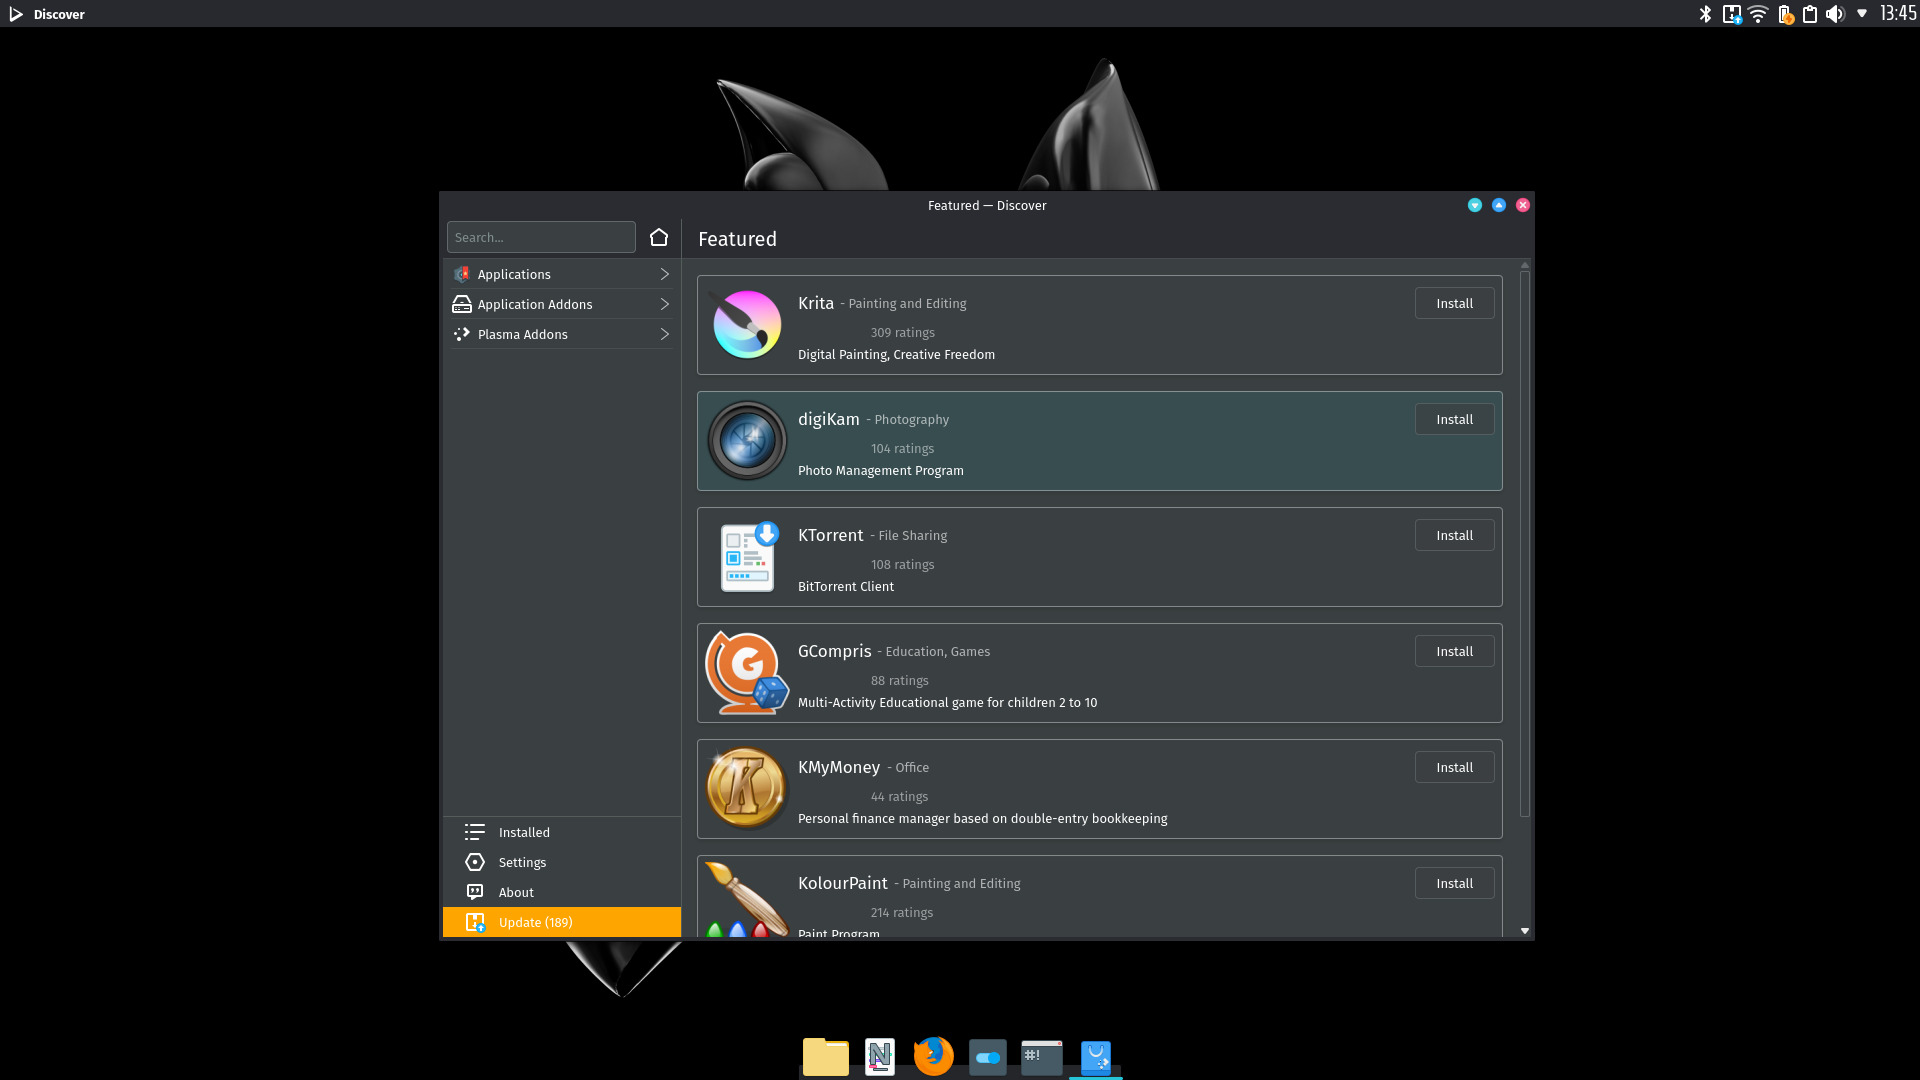 Discover
13:45
Featured — Discover
Search...
Featured
Applications
Application Addons
Plasma Addons
Krita - Painting and Editing
Install
309 ratings
Digital Painting, Creative Freedom
digiKam - Photography
Install
104 ratings
Photo Management Program
KTorrent - File Sharing
Install
108 ratings
BitTorrent Client
GCompris - Education, Games
Install
88 ratings
Multi-Activity Educational game for children 2 to 10
KMyMoney - Office
Install
44 ratings
Personal finance manager based on double-entry bookkeeping
KolourPaint - Painting and Editing
Install
214 ratings
Paint Program
Installed
Settings
About
Update (189)
#!